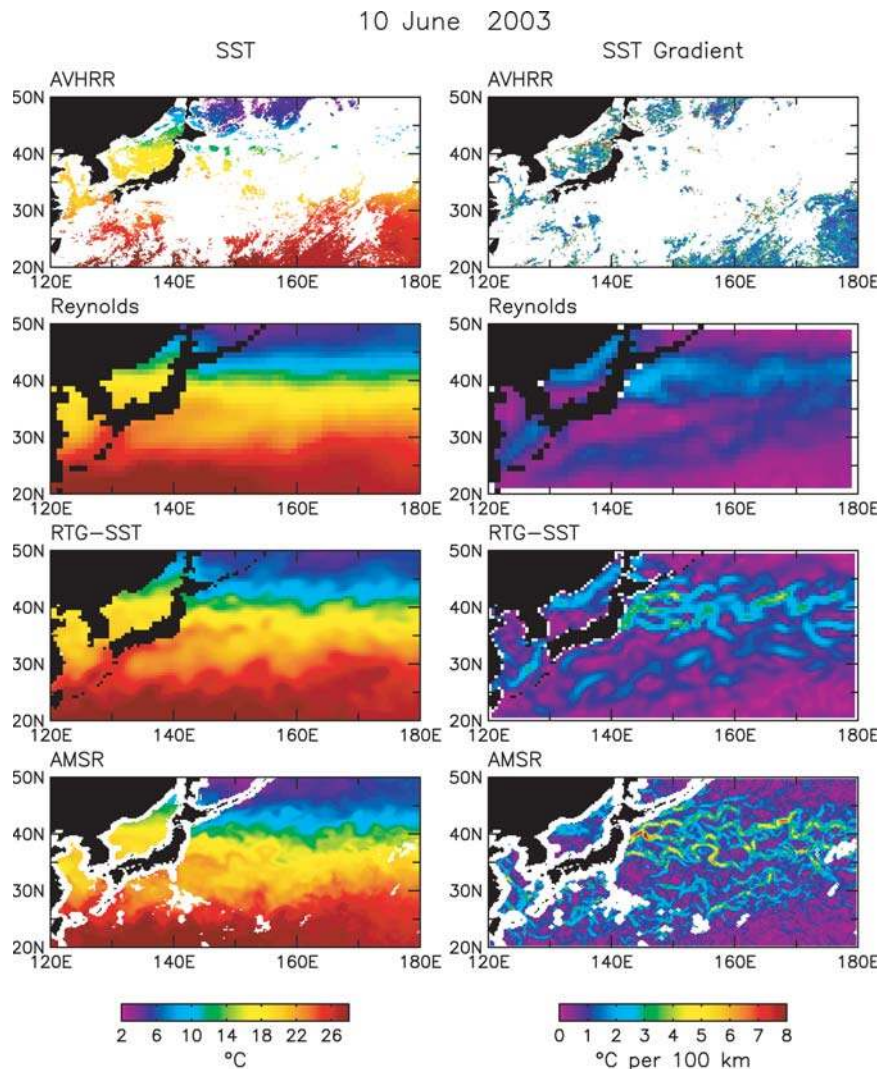 10 June 2003
SST
SST Gradient
AVHRR
50N
40N
30N
20N
120E 140E 160E 180E
50N
40N
30N
20N
120E 140E 160E 180E
Reynolds
50N
40N
30N
20N
120E 140E 160E 180E
Reynolds
50N
40N
30N
20N
120E 140E 160E 180E
RTG-SST
50N
40N
30N
20N
120E 140E 160E 180E
RTG-SST
50N
40N
30N
20N
120E 140E 160E 180E
AMSR
50N
40N
30N
20N
120E 140E 160E 180E
AMSR
50N
40N
30N
20N
120E 140E 160E 180E
2 6 10 14 18 22 26
°C
0 1 2 3 4 5 6 7 8
°C per 100 km